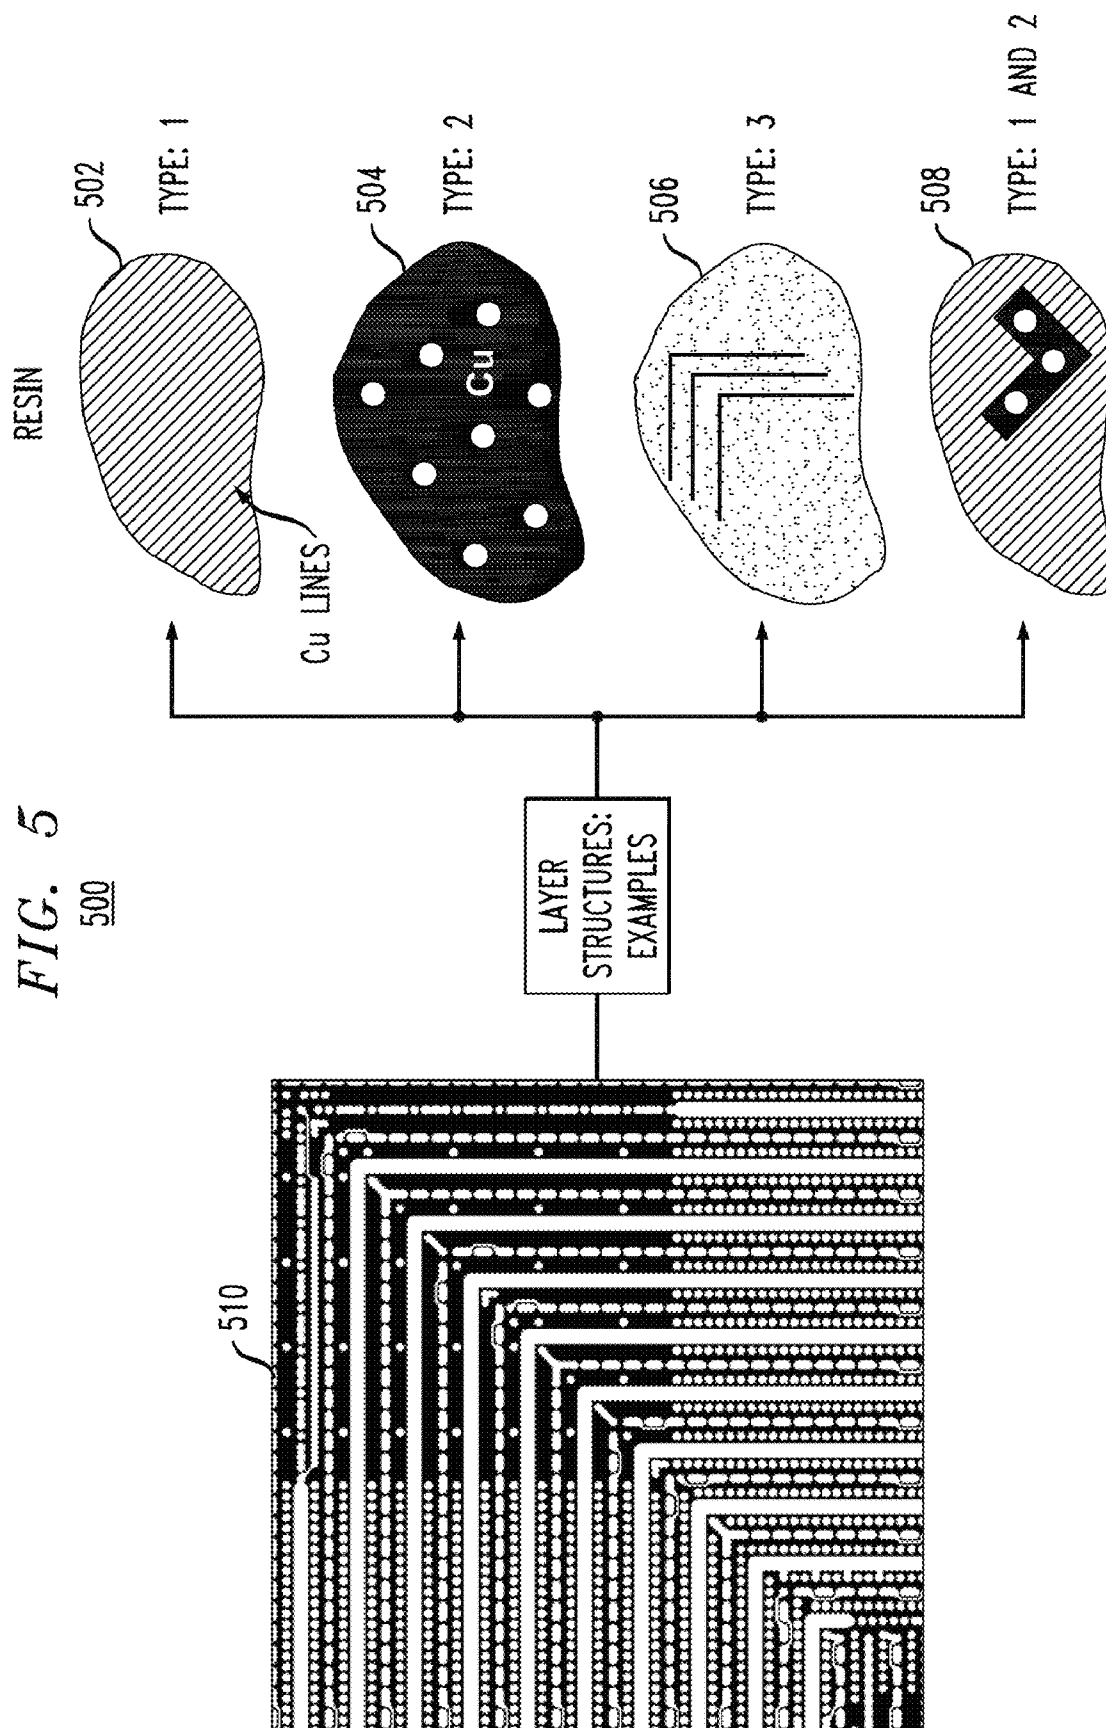 FIG. 5
500
510
LAYER
STRUCTURES:
EXAMPLES
RESIN
502
TYPE: 1
Cu LINES
504
Cu
TYPE: 2
506
TYPE: 3
508
TYPE: 1 AND 2